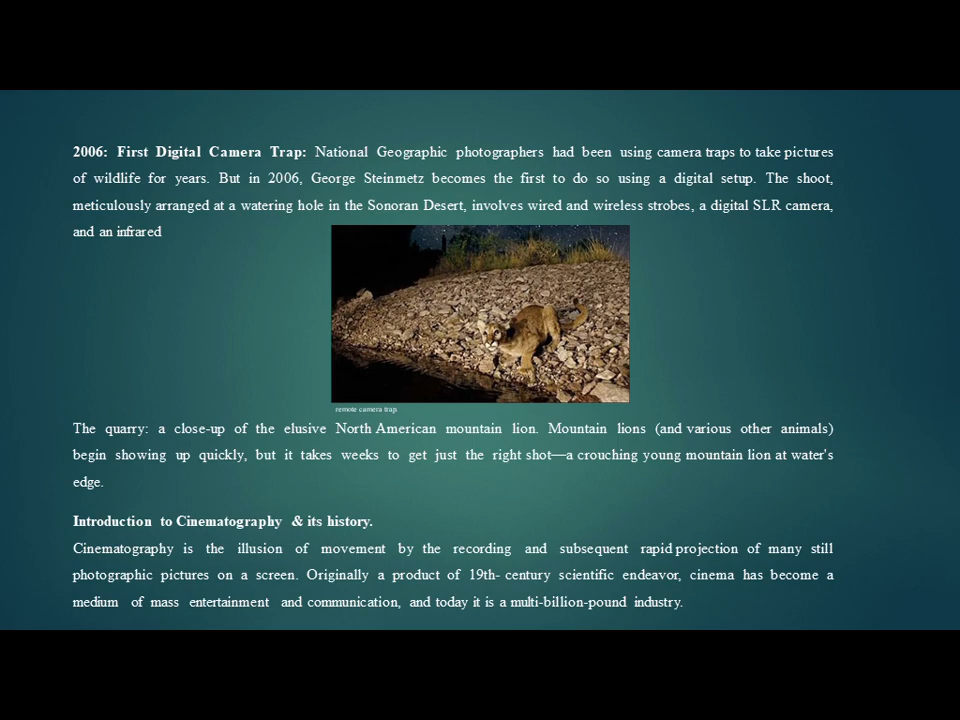 2006: First Digital Camera Trap: National Geographic photographers had been using camera traps to take pictures
of wildlife for years. But in 2006, George Steinmetz becomes the first to do so using a digital setup. The shoot,
meticulously arranged at a watering hole in the Sonoran Desert, involves wired and wireless strobes, a digital SLR camera,
and an infrared
remote camera trap.
The quarry: a close-up of the elusive North American mountain lion. Mountain lions (and various other animals)
begin showing up quickly, but it takes weeks to get just the right shot—a crouching young mountain lion at water's
edge.
Introduction to Cinematography & its history.
Cinematography is the illusion of movement by the recording and subsequent rapid projection of many still
photographic pictures on a screen. Originally a product of 19th- century scientific endeavor, cinema has become a
medium of mass entertainment and communication, and today it is a multi-billion-pound industry.